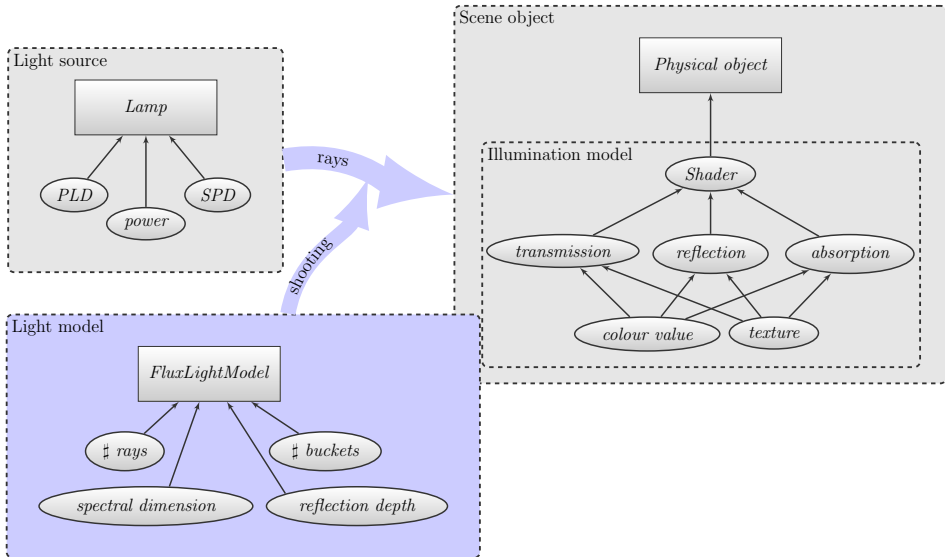 Light source
Lamp
PLD
SPD
power
rays
shooting
Scene object
Physical object
Illumination model
Shader
transmission
reflection
absorption
colour value
texture
Light model
FluxLightModel
♯ rays
♯ buckets
spectral dimension
reflection depth